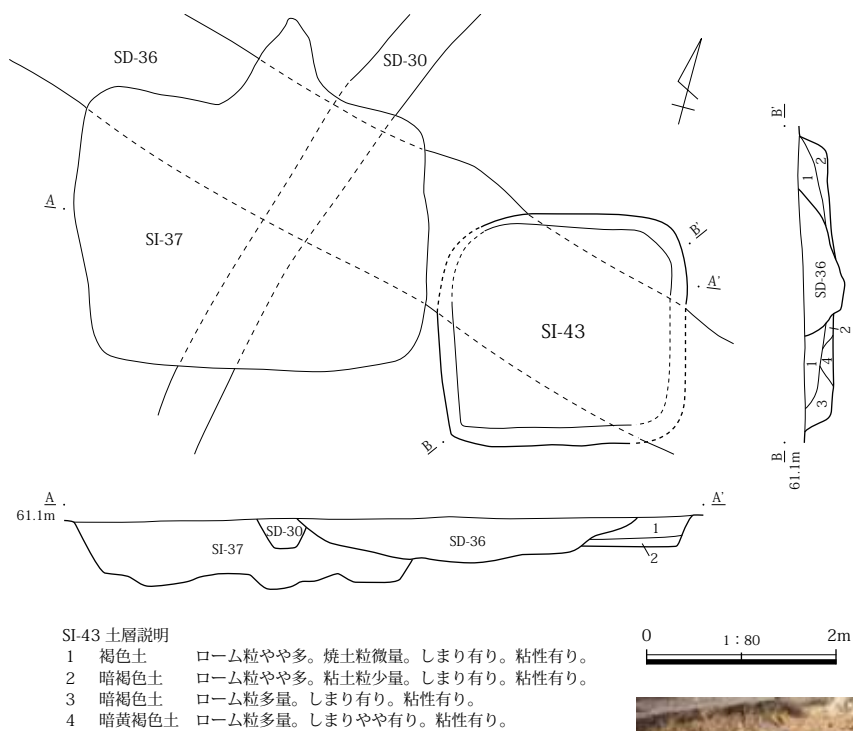 SD-36
SD-30
A
SI-37
B'
A'
SI-43
B
B'
2
1
SD-36
2
1
4
3
B
61.1m
A
A'
61.1m
SD-30
1
SI-37
SD-36
2
SI-43 土層説明
1 褐色土 ローム粒やや多。焼土粒微量。しまり有り。粘性有り。
2 暗褐色土 ローム粒やや多。粘土粒少量。しまり有り。粘性有り。
3 暗褐色土 ローム粒多量。しまり有り。粘性有り。
4 暗黄褐色土 ローム粒多量。しまりやや有り。粘性有り。
0 1：80 2m